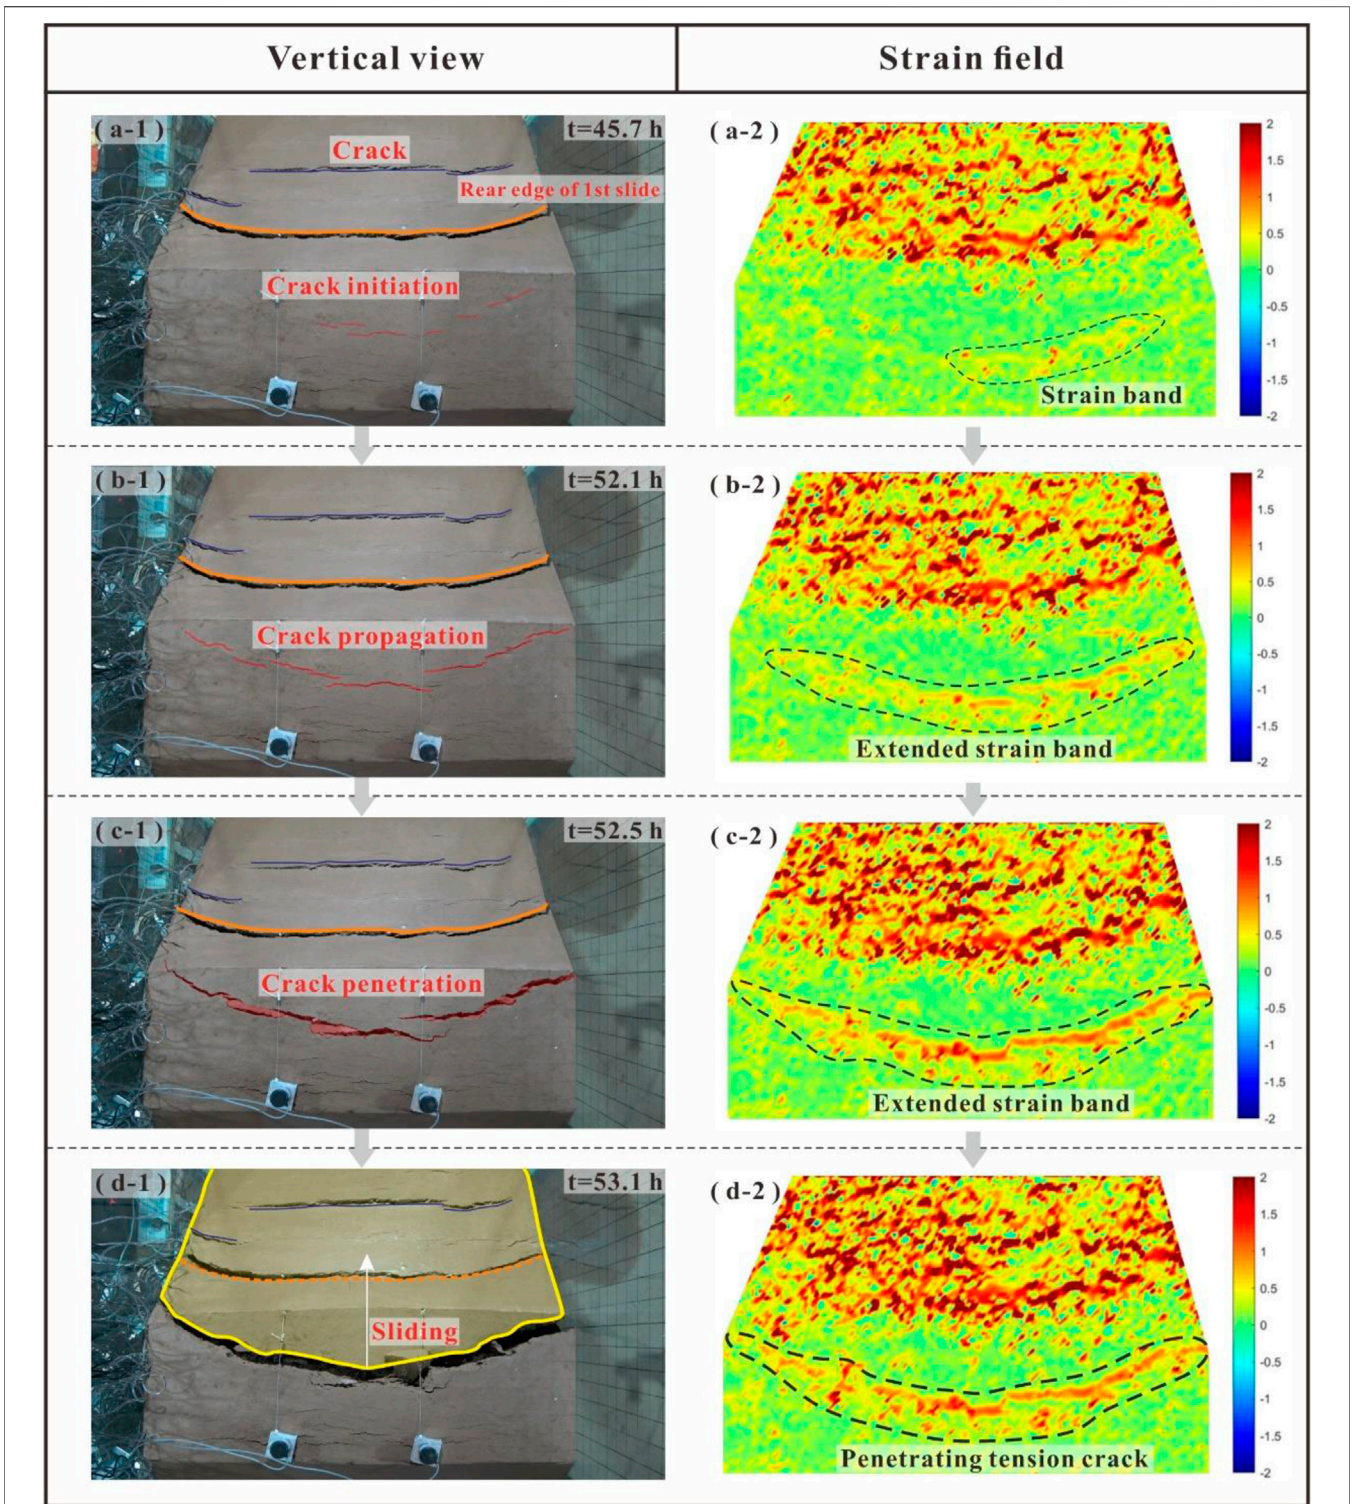 Vertical view
Strain field
( a-1 )
t=45.7 h
Crack
Rear edge of 1st slide
Crack initiation
( a-2 )
Strain band
2
1.5
1
0.5
0
-0.5
-1
-1.5
-2
( b-1 )
t=52.1 h
Crack propagation
( b-2 )
Extended strain band
2
1.5
1
0.5
0
-0.5
-1
-1.5
-2
( c-1 )
t=52.5 h
Crack penetration
( c-2 )
Extended strain band
2
1.5
1
0.5
0
-0.5
-1
-1.5
-2
( d-1 )
t=53.1 h
Sliding
( d-2 )
Penetrating tension crack
2
1.5
1
0.5
0
-0.5
-1
-1.5
-2